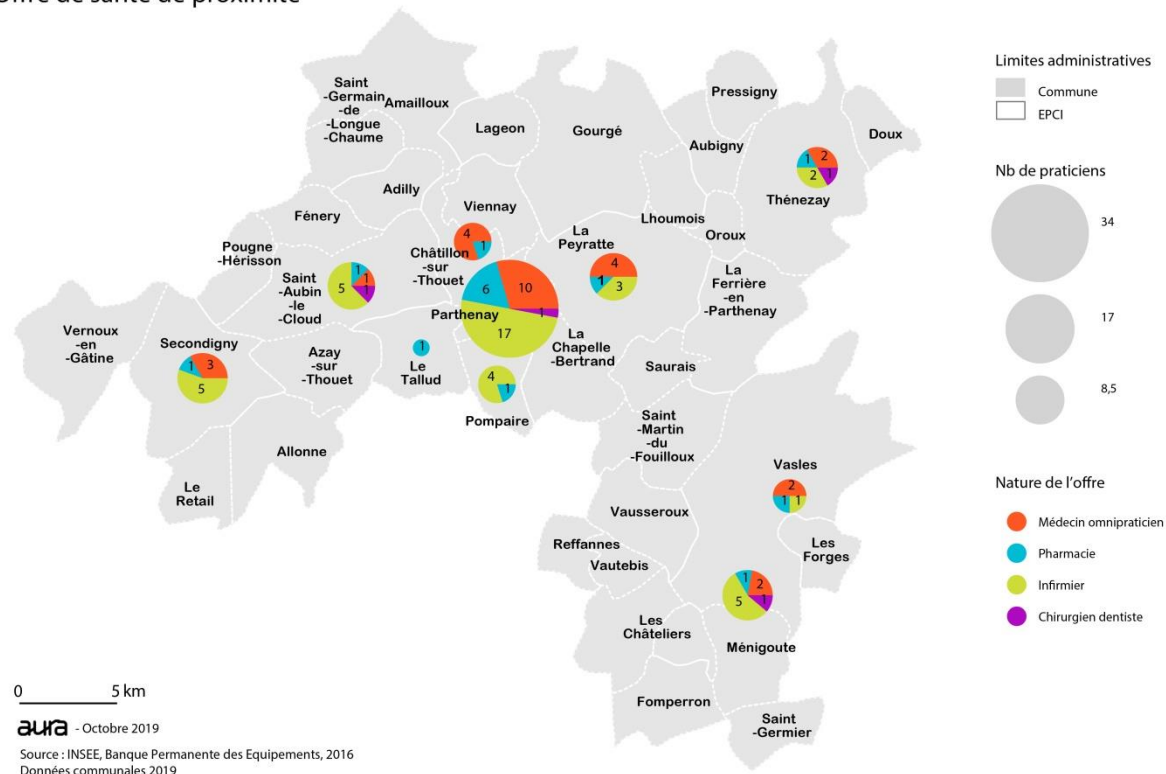 Offre de santé de proximité
Saint
-Germain
-de
-Longue
-Chaume
Amailloux
Lageon
Gourgé
Pressigny
Aubigny
Doux
1
2
2
1
Thénezay
Adilly
Fénery
Viennay
4
1
Lhoumois
Oroux
Pougne
-Hérisson
Saint
-Aubin
-le
-Cloud
1
1
5
Châtillon
-sur
-Thouet
La
Peyratte
4
1
3
La
Ferrière
-en
-Parthenay
Parthenay
6
10
1
17
Vernoux
-en
-Gâtine
Secondigny
1
3
5
Azay
-sur
-Thouet
1
Le
Tallud
4
1
Pompaire
La
Chapelle
-Bertrand
Saurais
Saint
-Martin
-du
-Fouilloux
Allonne
Le
Retail
Vasles
2
1
1
Vausseroux
Reffannes
Vautebis
Les
Forges
1
2
5
1
Les
Châteliers
Ménigoute
Fomperron
Saint
-Germier
Limites administratives
Commune
EPCI
Nb de praticiens
34
17
8,5
Nature de l'offre
Médecin omnipraticien
Pharmacie
Infirmier
Chirurgien dentiste
0 5 km
aura - Octobre 2019
Source : INSEE, Banque Permanente des Equipements, 2016
Données communales 2019